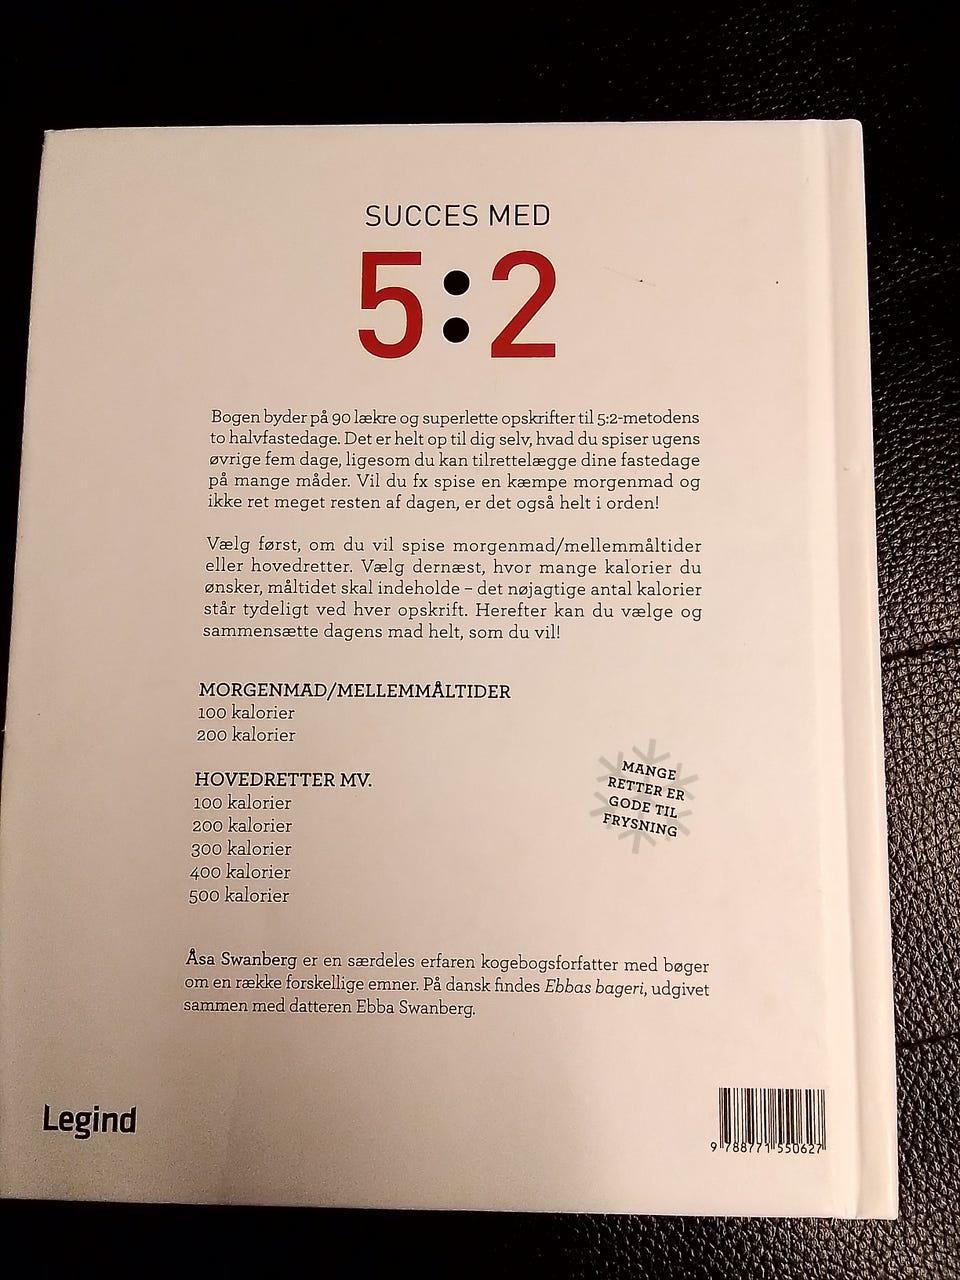 SUCCES MED
5:2
Bogen byder på 90 lækre og superlette opskrifter til 5:2-metodens
to halvfastedage. Det er helt op til dig selv, hvad du spiser ugens
øvrige fem dage, ligesom du kan tilrettelægge dine fastedage
på mange måder. Vil du fx spise en kæmpe morgenmad og
ikke ret meget resten af dagen, er det også helt i orden!
Vælg først, om du vil spise morgenmad/mellemmåltider
eller hovedretter. Vælg dernæst, hvor mange kalorier du
ønsker, måltidet skal indeholde – det nøjagtige antal kalorier
står tydeligt ved hver opskrift. Herefter kan du vælge og
sammensætte dagens mad helt, som du vil!
MORGENMAD/MELLEMMÅLTIDER
100 kalorier
200 kalorier
HOVEDRETTER MV.
100 kalorier
200 kalorier
300 kalorier
400 kalorier
500 kalorier
MANGE
RETTER ER
GODE TIL
FRYSNING
Åsa Swanberg er en særdeles erfaren kogebogsforfatter med bøger
om en række forskellige emner. På dansk findes Ebbas bageri, udgivet
sammen med datteren Ebba Swanberg.
Legind
9 788771 550627